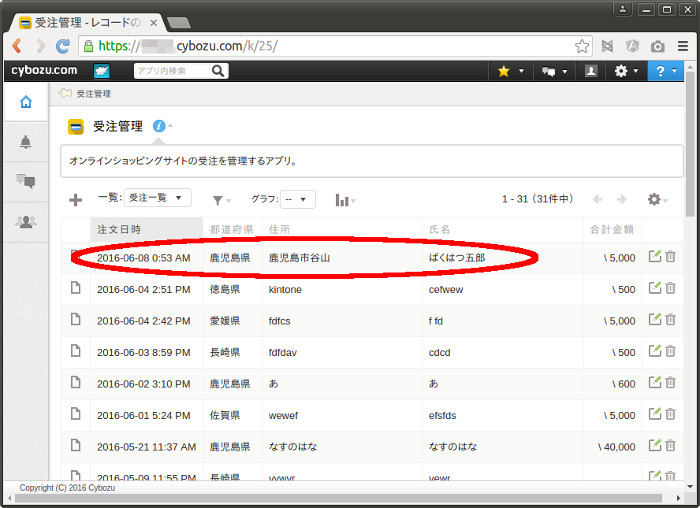 受注管理 - レコードの
https://
.cybozu.com/k/25/
cybozu.com アプリ内検索
受注管理
受注管理
オンラインショッピングサイトの受注を管理するアプリ。
一覧: 受注一覧 グラフ: -- 1 - 31 (31件中)
注文日時 都道府県 住所 氏名 合計金額
2016-06-08 0:53 AM 鹿児島県 鹿児島市谷山 ばくはつ五郎 \ 5,000
2016-06-04 2:51 PM 徳島県 kintone cefwew \ 500
2016-06-04 2:42 PM 愛媛県 fdfcs f fd \ 5,000
2016-06-03 8:59 PM 長崎県 fdfdav cdcd \ 500
2016-06-02 3:10 PM 鹿児島県 あ あ \ 600
2016-06-01 5:24 PM 佐賀県 wewef efsfds \ 5,000
2016-05-21 11:37 AM 鹿児島県 なすのはな なすのはな \ 40,000
2016-05-09 11:55 PM 長崎県 \ 500
Copyright (C) 2016 Cybozu